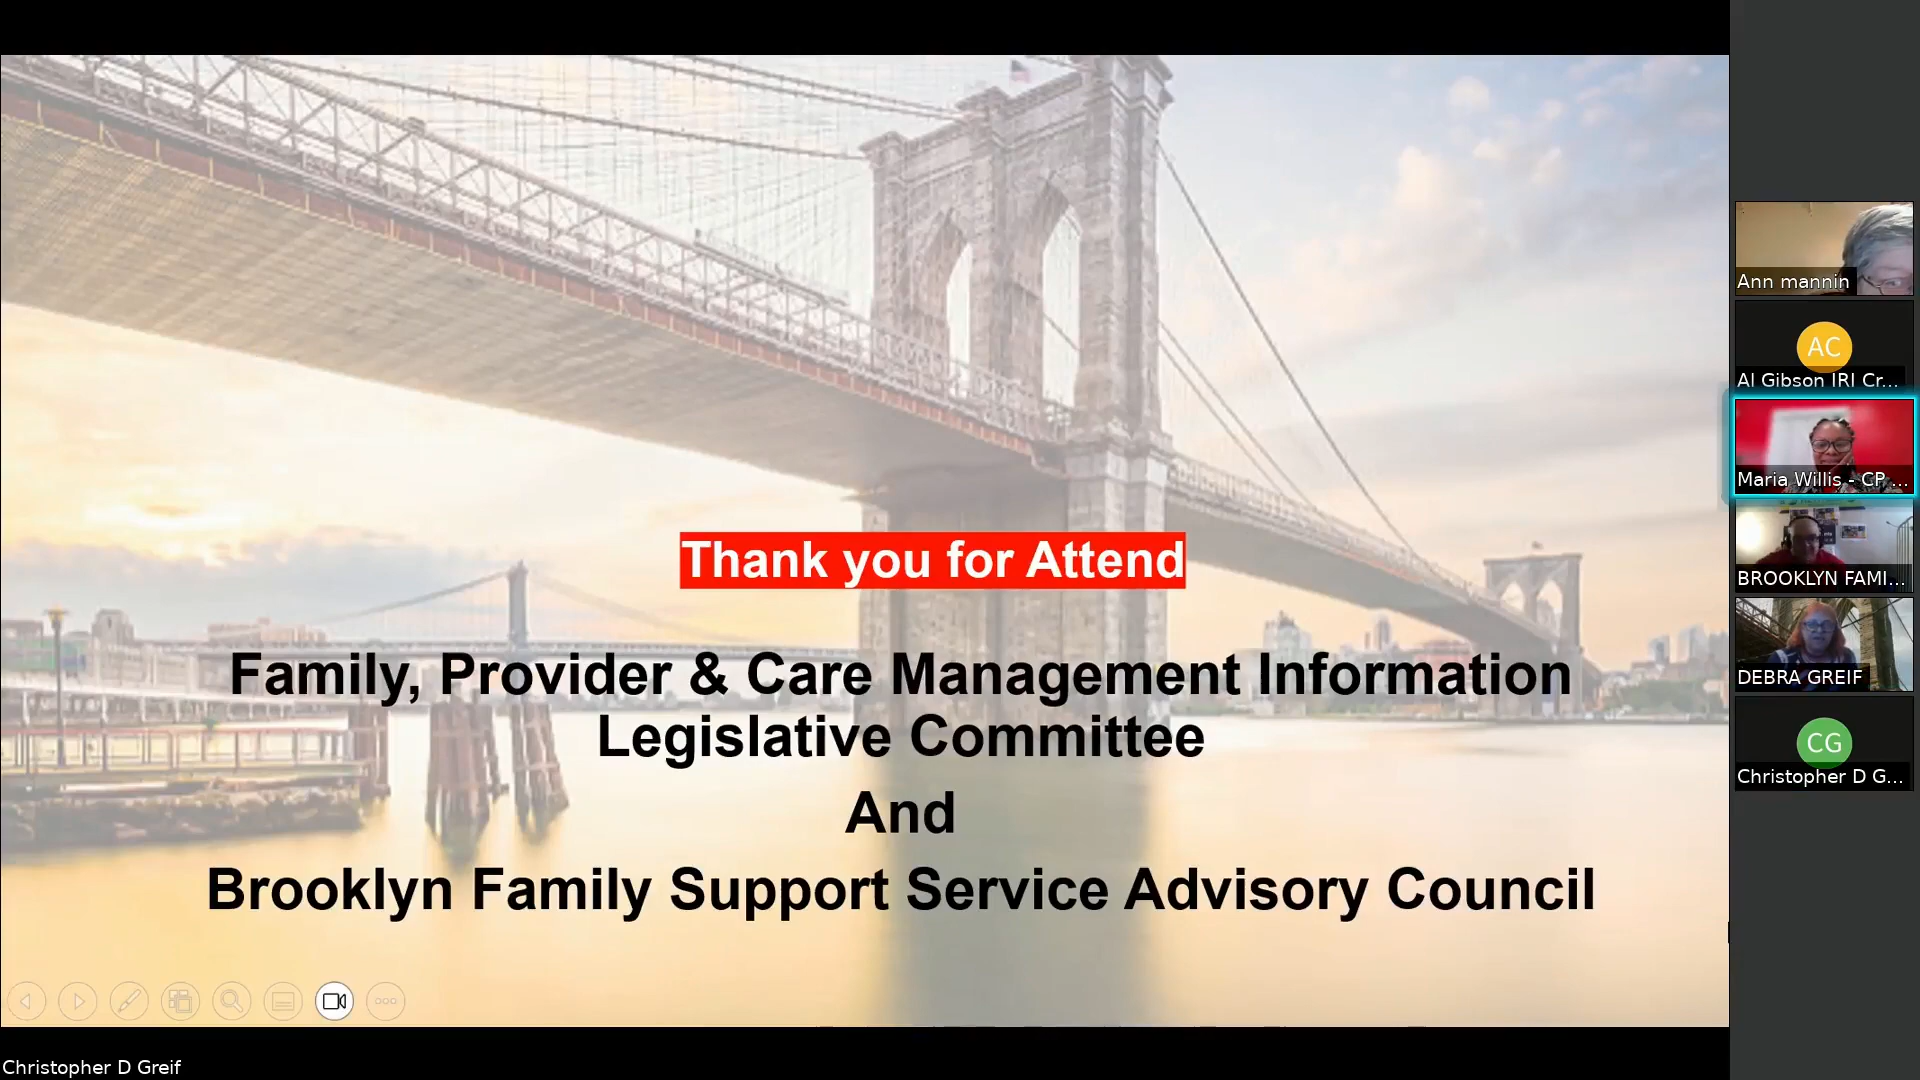 Thank you for Attend
Family, Provider & Care Management Information
Legislative Committee
And
Brooklyn Family Support Service Advisory Council
Ann mannin
AC
Al Gibson IRI Cr...
Maria Willis - CP ...
BROOKLYN FAMI...
DEBRA GREIF
CG
Christopher D G...
Christopher D Greif